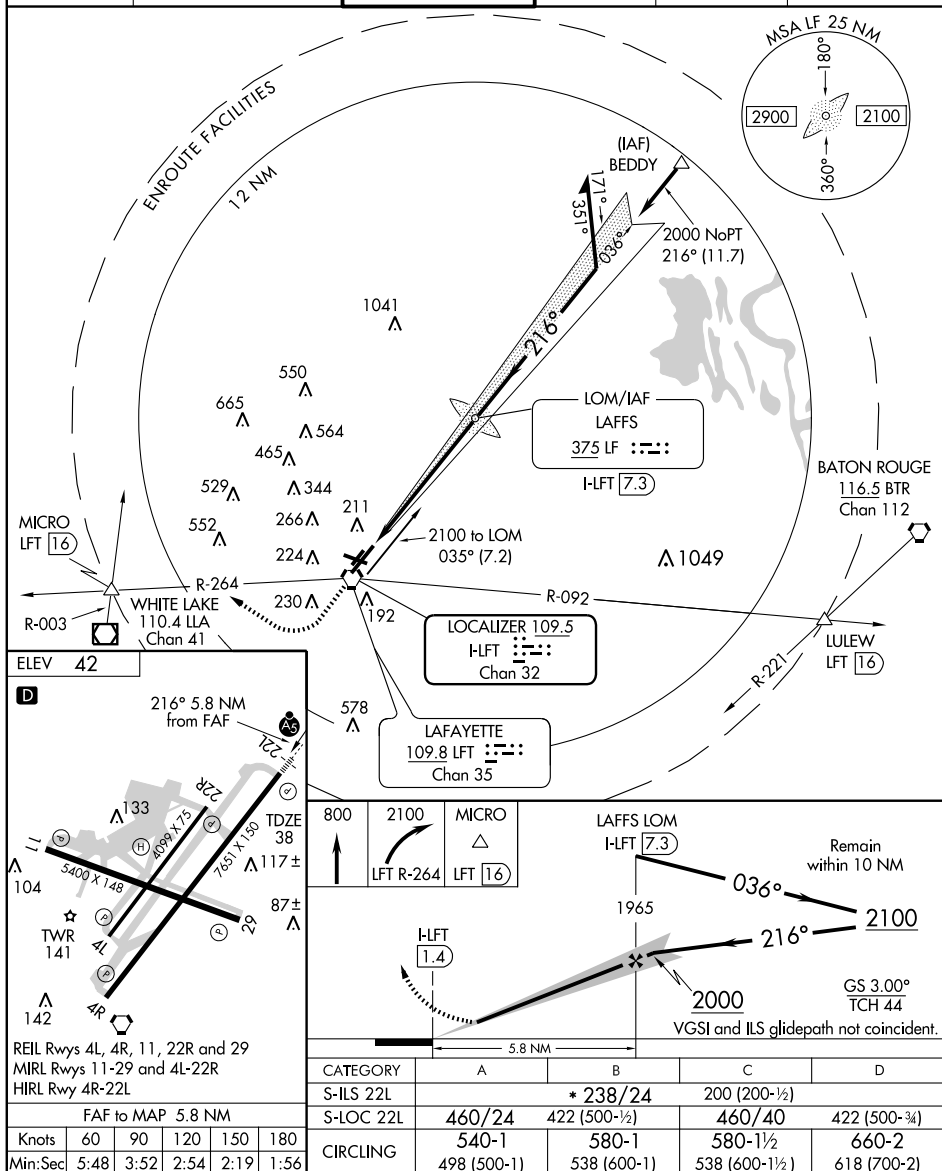 MSA LF 25 NM
180°
2900
2100
360°
ENROUTE FACILITIES
12 NM
(IAF)
BEDDY
171°
351°
036°
2000 NoPT
216° (11.7)
216°
1041
550
665
564
465
529
344
552
266
211
224
230
192
578
1049
LOM/IAF
LAFFS
375 LF
I-LFT 7.3
BATON ROUGE
116.5 BTR
Chan 112
MICRO
LFT 16
R-264
R-003
WHITE LAKE
110.4 LLA
Chan 41
2100 to LOM
035° (7.2)
R-092
LOCALIZER 109.5
I-LFT
Chan 32
LULEW
LFT 16
R-221
LAFAYETTE
109.8 LFT
Chan 35
ELEV 42
D
216° 5.8 NM
from FAF
A5
22L
22R
133
P
H
4099 X 75
7651 X 150
TDZE
38
117±
11
5400 X 148
104
87±
29
TWR
141
4L
142
4R
REIL Rwys 4L, 4R, 11, 22R and 29
MIRL Rwys 11-29 and 4L-22R
HIRL Rwy 4R-22L
FAF to MAP 5.8 NM
Knots 60 90 120 150 180
Min:Sec 5:48 3:52 2:54 2:19 1:56
800
2100
LFT R-264
MICRO
LFT 16
LAFFS LOM
I-LFT 7.3
Remain
within 10 NM
036°
2100
1965
216°
I-LFT
1.4
2000
GS 3.00°
TCH 44
VGSI and ILS glidepath not coincident.
5.8 NM
CATEGORY A B C D
S-ILS 22L * 238/24 200 (200-½)
S-LOC 22L 460/24 422 (500-½) 460/40 422 (500-¾)
CIRCLING 540-1 580-1 580-1½ 660-2
498 (500-1) 538 (600-1) 538 (600-1½) 618 (700-2)